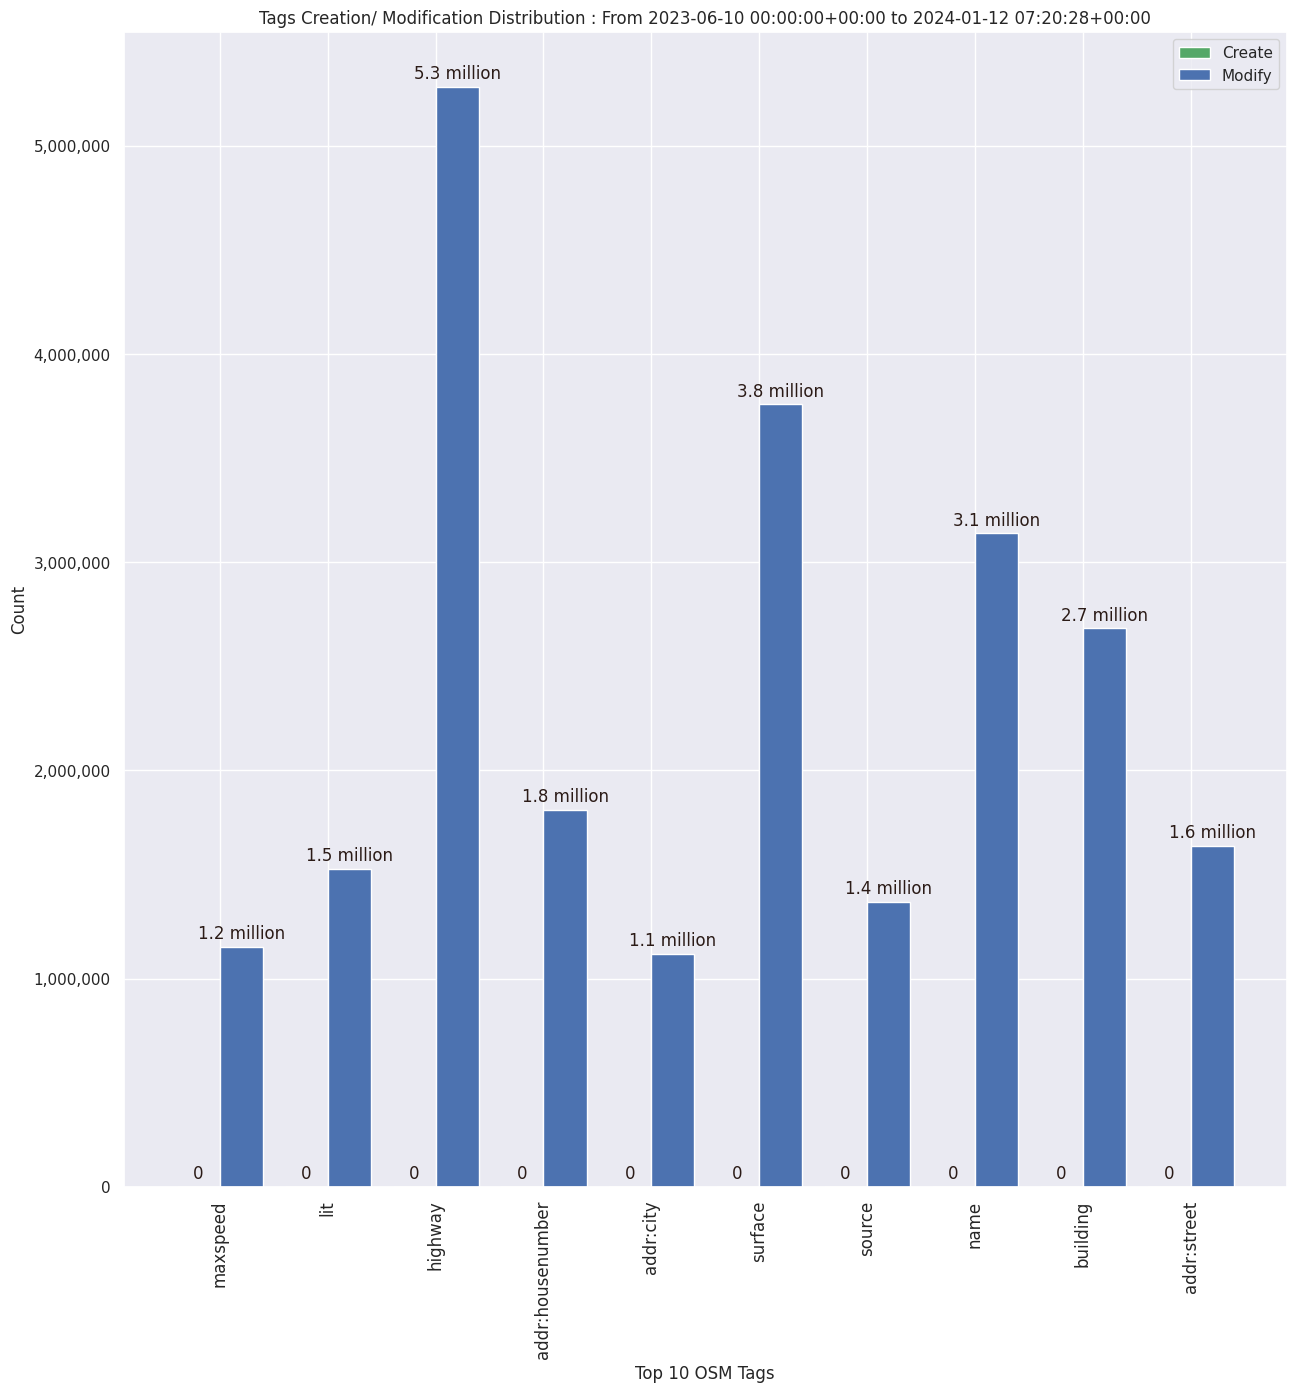 Tags Creation/ Modification Distribution : From 2023-06-10 00:00:00+00:00 to 2024-01-12 07:20:28+00:00
Create
Modify
5.3 million
5,000,000
4,000,000
3.8 million
3.1 million
3,000,000
2.7 million
Count
2,000,000
1.8 million
1.6 million
1.5 million
1.4 million
1.2 million
1.1 million
1,000,000
0 0 0 0 0 0 0 0 0 0
0
maxspeed
lit
highway
addr:housenumber
addr:city
surface
source
name
building
addr:street
Top 10 OSM Tags